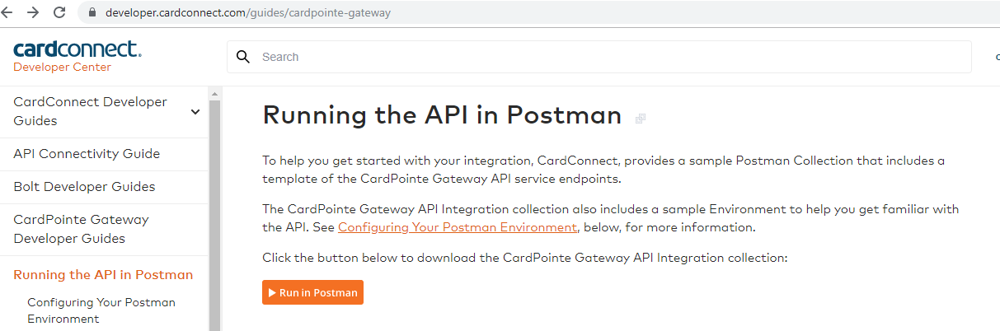 developer.cardconnect.com/guides/cardpointe-gateway
cardconnect.
Developer Center
Search
CardConnect Developer
Guides
API Connectivity Guide
Bolt Developer Guides
CardPointe Gateway
Developer Guides
Running the API in Postman
Configuring Your Postman
Environment
Running the API in Postman
To help you get started with your integration, CardConnect, provides a sample Postman Collection that includes a
template of the CardPointe Gateway API service endpoints.
The CardPointe Gateway API Integration collection also includes a sample Environment to help you get familiar with
the API. See Configuring Your Postman Environment, below, for more information.
Click the button below to download the CardPointe Gateway API Integration collection:
Run in Postman